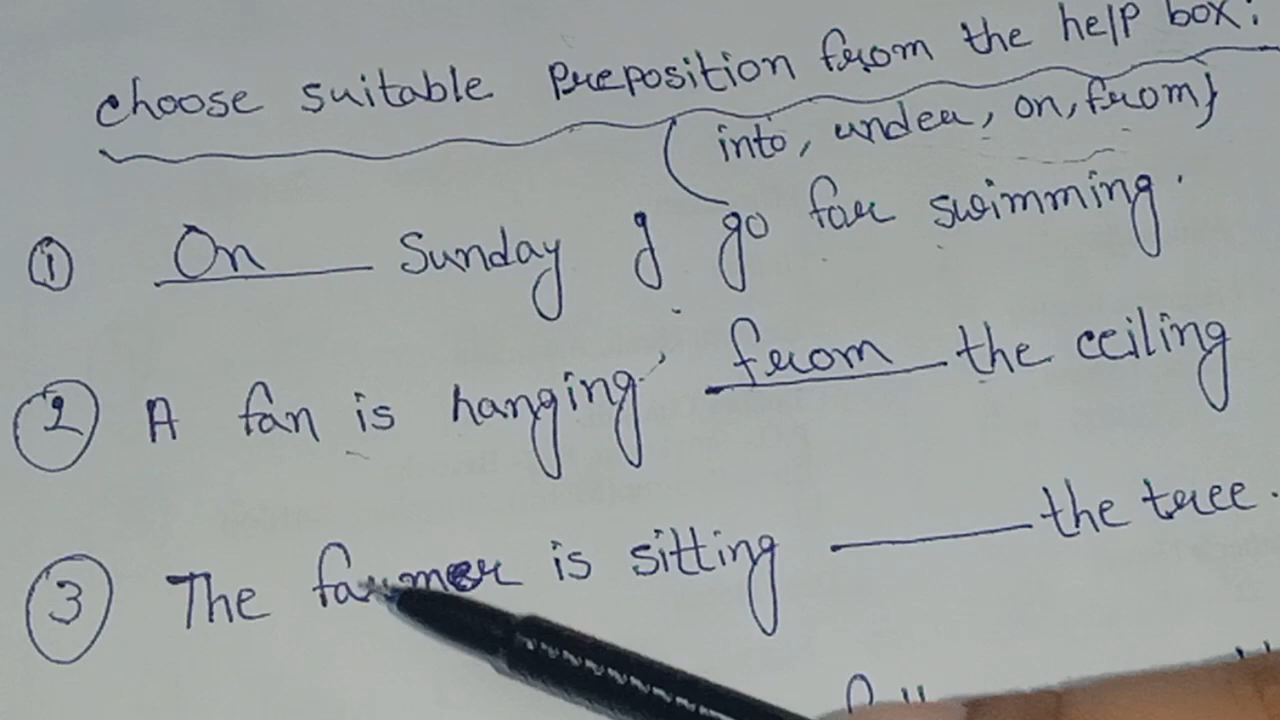 choose suitable preposition from the help box:
(into, under, on, from}
① On Sunday I go for swimming.
② A fan is hanging from the ceiling
③ The farmer is sitting ______ the tree.